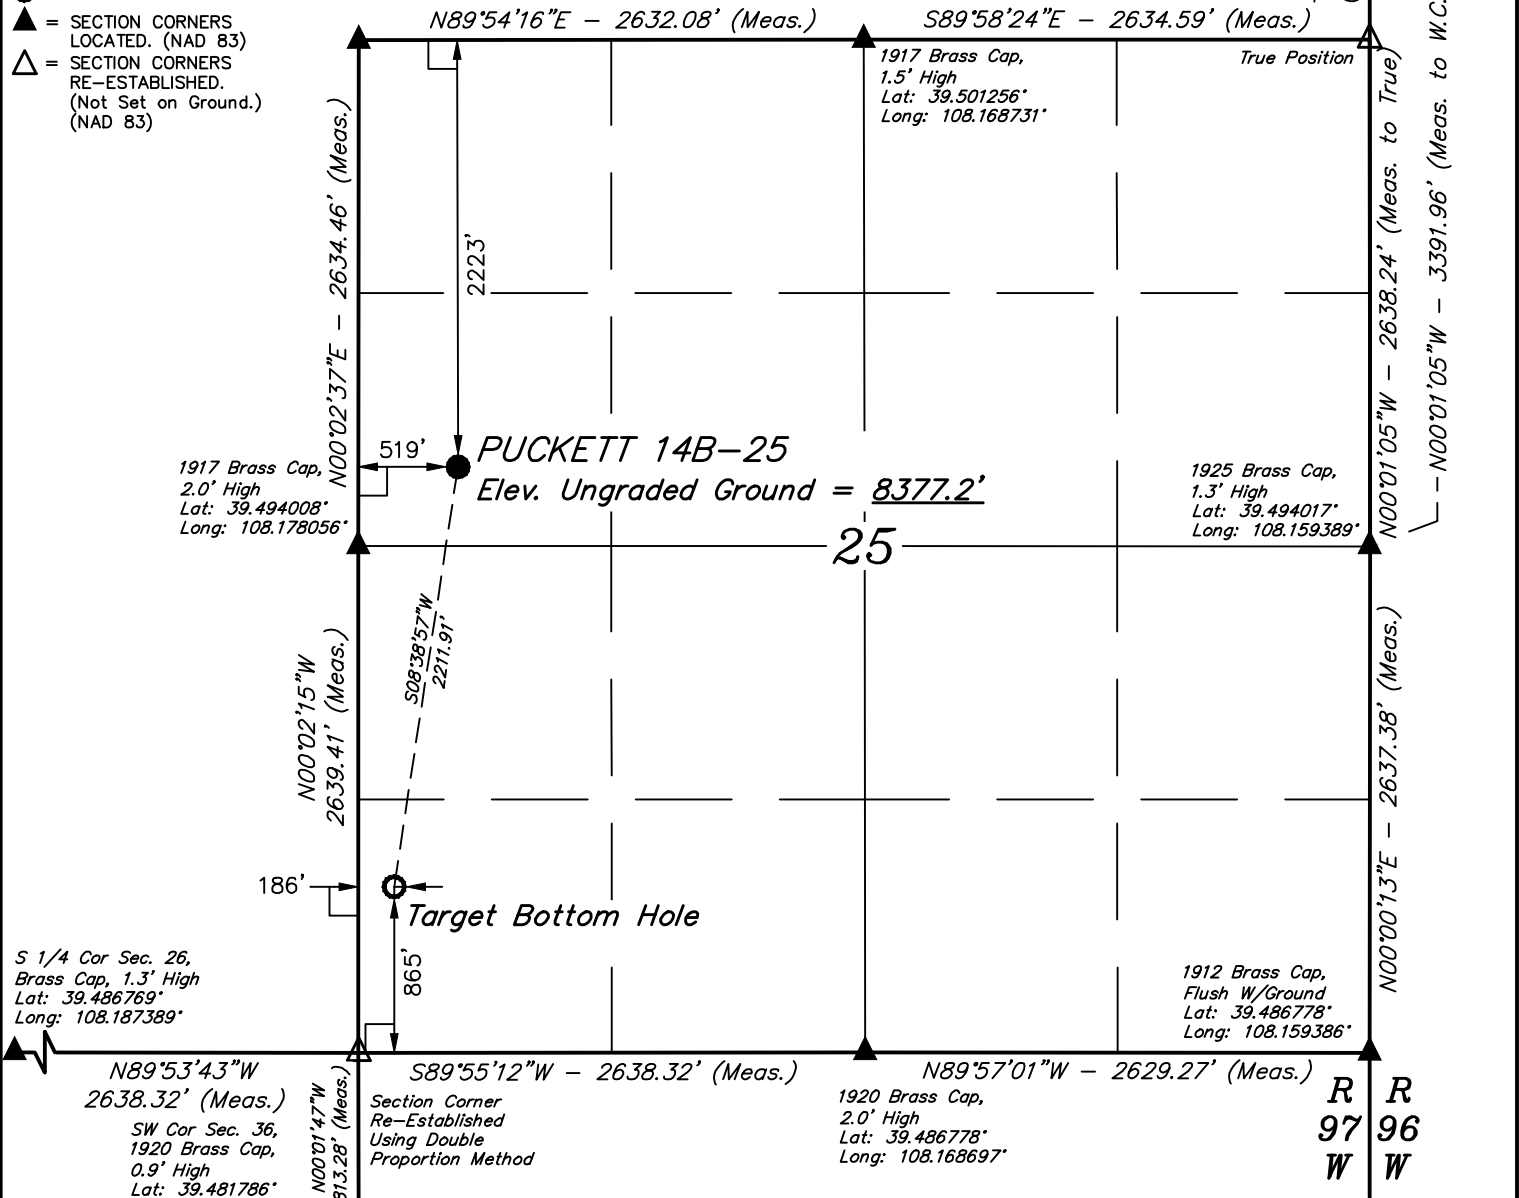 = SECTION CORNERS
LOCATED. (NAD 83)
= SECTION CORNERS
RE-ESTABLISHED.
(Not Set on Ground.)
(NAD 83)
N89°54'16"E - 2632.08' (Meas.)
S89°58'24"E - 2634.59' (Meas.)
1917 Brass Cap,
1.5' High
Lat: 39.501256°
Long: 108.168731°
True Position
N00°02'37"E - 2634.46' (Meas.)
2223'
N00°01'05"W - 2638.24' (Meas. to True)
N00°01'05"W - 3391.96' (Meas. to W.C.
519'
PUCKETT 14B-25
Elev. Ungraded Ground = 8377.2'
1917 Brass Cap,
2.0' High
Lat: 39.494008°
Long: 108.178056°
1925 Brass Cap,
1.3' High
Lat: 39.494017°
Long: 108.159389°
25
S08°38'57"W
2211.91'
N00°02'15"W
2639.41' (Meas.)
N00°00'13"E - 2637.38' (Meas.)
186'
Target Bottom Hole
865'
S 1/4 Cor Sec. 26,
Brass Cap, 1.3' High
Lat: 39.486769°
Long: 108.187389°
1912 Brass Cap,
Flush W/Ground
Lat: 39.486778°
Long: 108.159386°
N89°53'43"W
2638.32' (Meas.)
S89°55'12"W - 2638.32' (Meas.)
N89°57'01"W - 2629.27' (Meas.)
SW Cor Sec. 36,
1920 Brass Cap,
0.9' High
Lat: 39.481786°
N00°01'47"W
813.28' (Meas.)
Section Corner
Re-Established
Using Double
Proportion Method
1920 Brass Cap,
2.0' High
Lat: 39.486778°
Long: 108.168697°
R R
97 96
W W